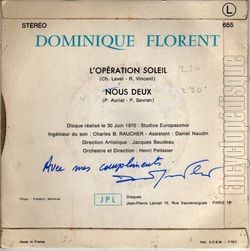 STÉRÉO
L
655
DOMINIQUE FLORENT
L'OPÉRATION SOLEIL
(Ch. Level - R. Vincent)
NOUS DEUX
(P. Auriat - P. Sevran)
Disque réalisé le 30 Juin 1970 : Studios Europasonor
Ingénieur du son : Charles B. RAUCHER - Assistant : Daniel Naudin
Direction Artistique : Jacques Baudeau
Orchestre et Direction : Henri Pelissier
Avec mes compliments
Photo : Frédéric
JPL
Disques
Jean-Pierre Lancel 15, Rue Vauvenargues - PARIS 18e
Made in France